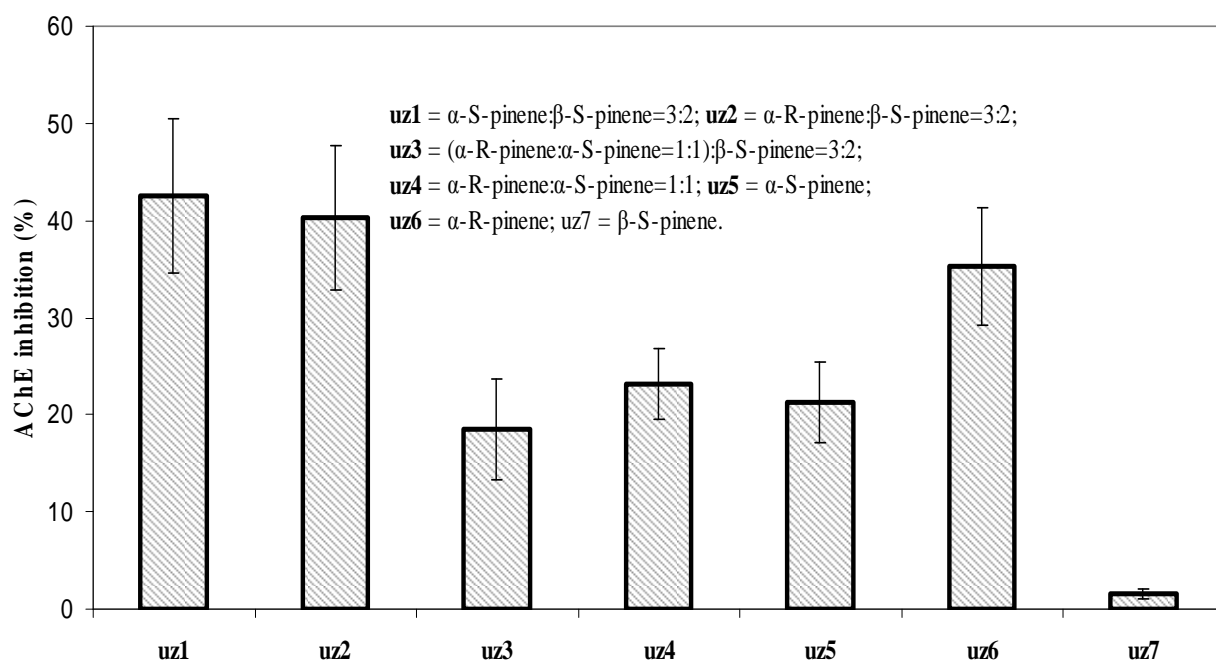 60
50
40
30
20
10
0
AChE inhibition (%)
uz1 = α-S-pinene:β-S-pinene=3:2; uz2 = α-R-pinene:β-S-pinene=3:2;
uz3 = (α-R-pinene:α-S-pinene=1:1):β-S-pinene=3:2;
uz4 = α-R-pinene:α-S-pinene=1:1; uz5 = α-S-pinene;
uz6 = α-R-pinene; uz7 = β-S-pinene.
uz1 uz2 uz3 uz4 uz5 uz6 uz7